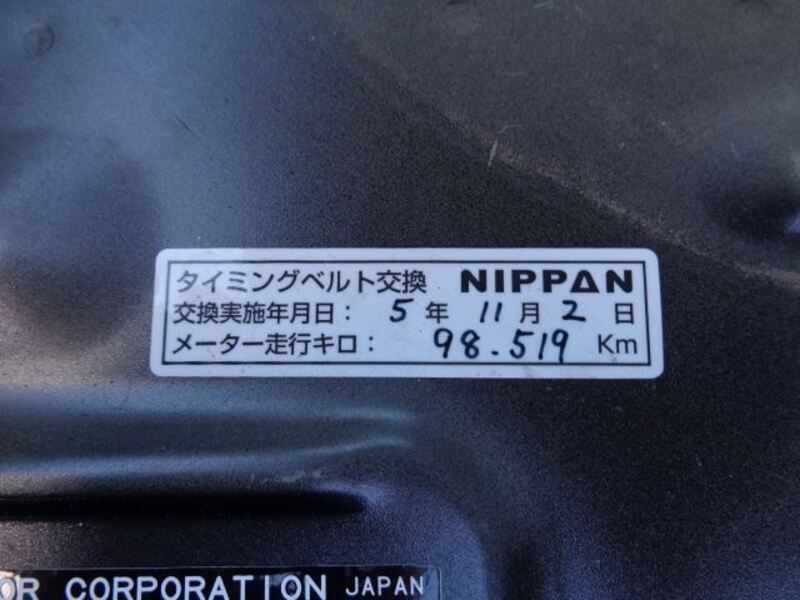 タイミングベルト交換 NIPPAN
交換実施年月日： 5 年 11 月 2 日
メーター走行キロ： 98.519 Km
OR CORPORATION JAPAN